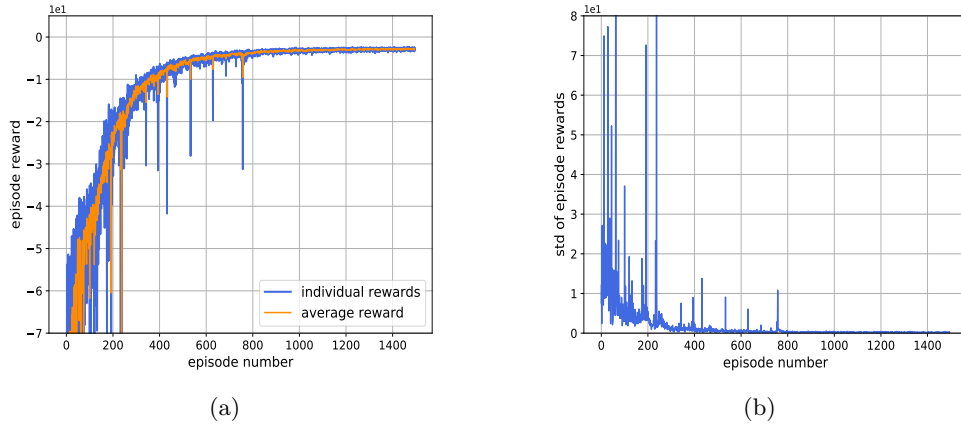 1e1
0
−1
−2
−3
−4
−5
−6
−7
episode reward
0 200 400 600 800 1000 1200 1400
episode number
individual rewards
average reward
(a)
1e1
8
7
6
5
4
3
2
1
0
std of episode rewards
0 200 400 600 800 1000 1200 1400
episode number
(b)